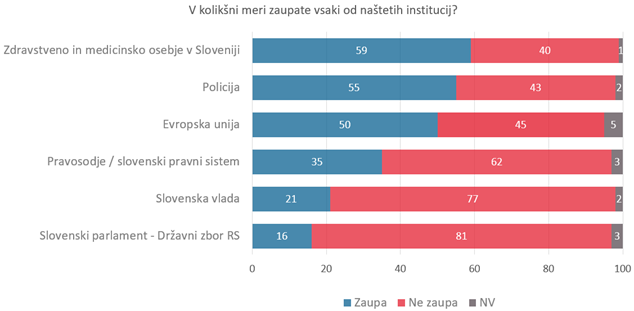 V kolikšni meri zaupate vsaki od naštetih institucij?
Zdravstveno in medicinsko osebje v Sloveniji 59 40 1
Policija 55 43 2
Evropska unija 50 45 5
Pravosodje / slovenski pravni sistem 35 62 3
Slovenska vlada 21 77 2
Slovenski parlament - Državni zbor RS 16 81 3
0 20 40 60 80 100
Zaupa Ne zaupa NV